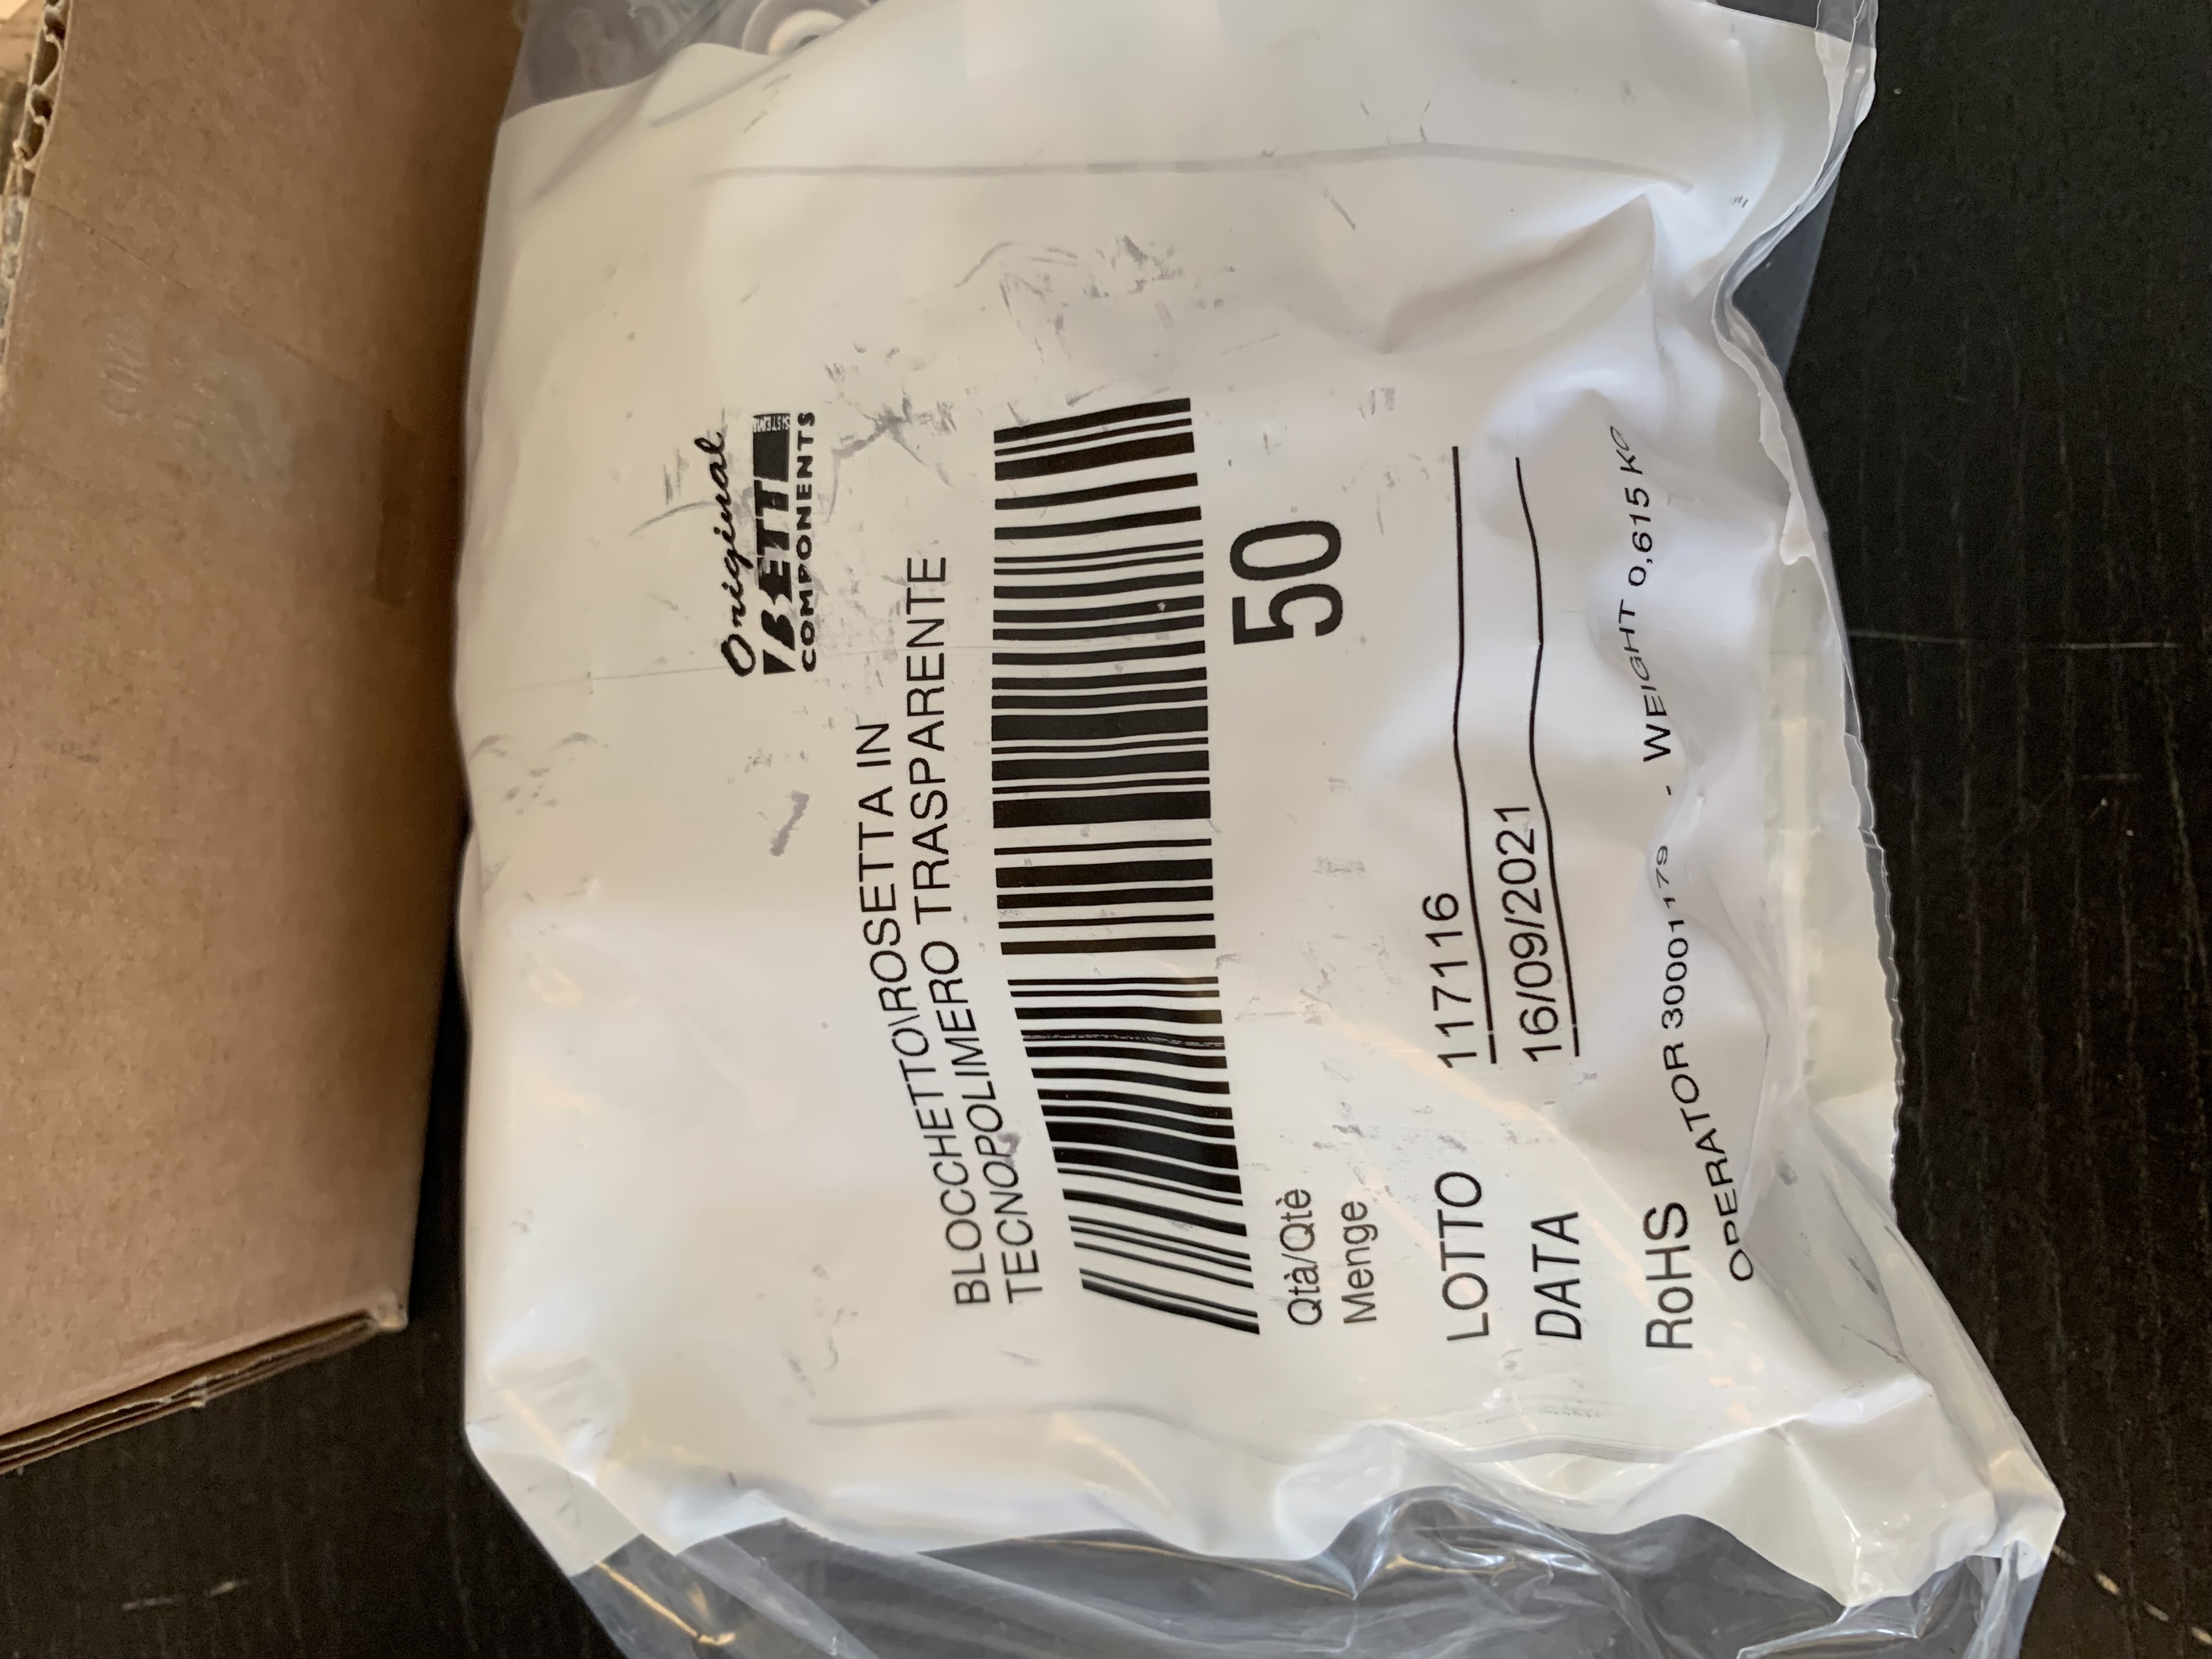 Original
BETTI SISTEMI
COMPONENTS
BLOCCHETTO\ROSETTA IN
TECNOPOLIMERO TRASPARENTE
Qtà/Qtè 50
Menge
LOTTO 117116
DATA 16/09/2021
RoHS
OPERATOR 30001179 - WEIGHT 0,615 KG